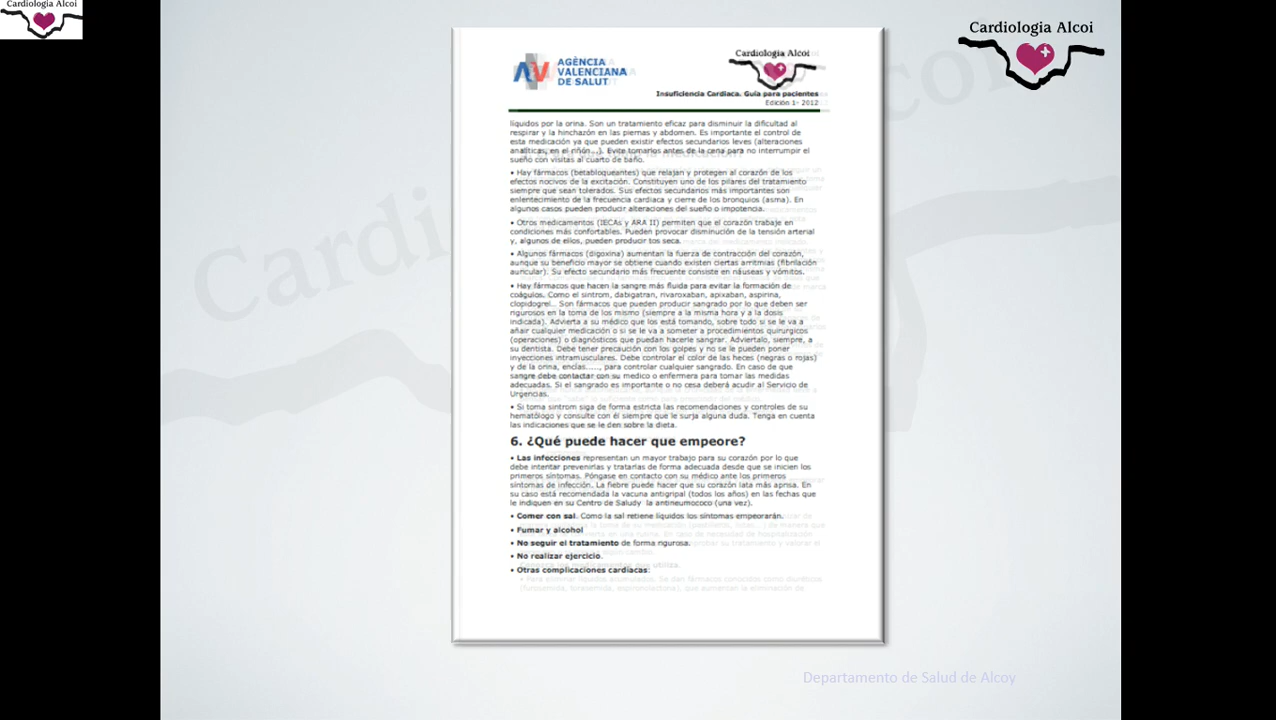 Cardiologia Alcoi
Cardiologia Alcoi
AGÈNCIA
VALENCIANA
DE SALUT
Cardiologia Alcoi
Insuficiencia Cardiaca. Guía para pacientes
Edición 1- 2012
líquidos por la orina. Son un tratamiento eficaz para disminuir la dificultad al
respirar y la hinchazón en las piernas y abdomen. Es importante el control de
esta medicación ya que pueden existir efectos secundarios leves (alteraciones
analíticas, en el riñón...). Evite tomarlos antes de la cena para no interrumpir el
sueño con visitas al cuarto de baño.
• Hay fármacos (betabloqueantes) que relajan y protegen al corazón de los
efectos nocivos de la excitación. Constituyen uno de los pilares del tratamiento
siempre que sean tolerados. Sus efectos secundarios más importantes son
enlentecimiento de la frecuencia cardiaca y cierre de los bronquios (asma). En
algunos casos pueden producir alteraciones del sueño o impotencia.
• Otros medicamentos (IECAs y ARA II) permiten que el corazón trabaje en
condiciones más confortables. Pueden provocar disminución de la tensión arterial
y, algunos de ellos, pueden producir tos seca.
• Algunos fármacos (digoxina) aumentan la fuerza de contracción del corazón,
aunque su beneficio mayor se obtiene cuando existen ciertas arritmias (fibrilación
auricular). Su efecto secundario más frecuente consiste en náuseas y vómitos.
• Hay fármacos que hacen la sangre más fluida para evitar la formación de
coágulos. Como el sintrom, dabigatran, rivaroxaban, apixaban, aspirina,
clopidogrel... Son fármacos que pueden producir sangrado por lo que deben ser
rigurosos en la toma de los mismo (siempre a la misma hora y a la dosis
indicada). Advierta a su médico que los está tomando, sobre todo si se le va a
añair cualquier medicación o si se le va a someter a procedimientos quirurgicos
(operaciones) o diagnósticos que puedan hacerle sangrar. Adviertalo, siempre, a
su dentista. Debe tener precaución con los golpes y no se le pueden poner
inyecciones intramusculares. Debe controlar el color de las heces (negras o rojas)
y de la orina, encías....., para controlar cualquier sangrado. En caso de que
sangre debe contactar con su medico o enfermera para tomar las medidas
adecuadas. Si el sangrado es importante o no cesa deberá acudir al Servicio de
Urgencias.
• Si toma sintrom siga de forma estricta las recomendaciones y controles de su
hematólogo y consulte con él siempre que le surja alguna duda. Tenga en cuenta
las indicaciones que se le den sobre la dieta.
6. ¿Qué puede hacer que empeore?
• Las infecciones representan un mayor trabajo para su corazón por lo que
debe intentar prevenirlas y tratarlas de forma adecuada desde que se inicien los
primeros síntomas. Póngase en contacto con su médico ante los primeros
síntomas de infección. La fiebre puede hacer que su corazón lata más aprisa. En
su caso está recomendada la vacuna antigripal (todos los años) en las fechas que
le indiquen en su Centro de Saludy la antineumococo (una vez).
• Comer con sal. Como la sal retiene líquidos los síntomas empeorarán.
• Fumar y alcohol
• No seguir el tratamiento de forma rigurosa.
• No realizar ejercicio.
• Otras complicaciones cardiacas:
• Para eliminar líquidos acumulados. Se dan fármacos conocidos como diuréticos
(furosemida, torasemida, espironolactona), que aumentan la eliminación de
Departamento de Salud de Alcoy